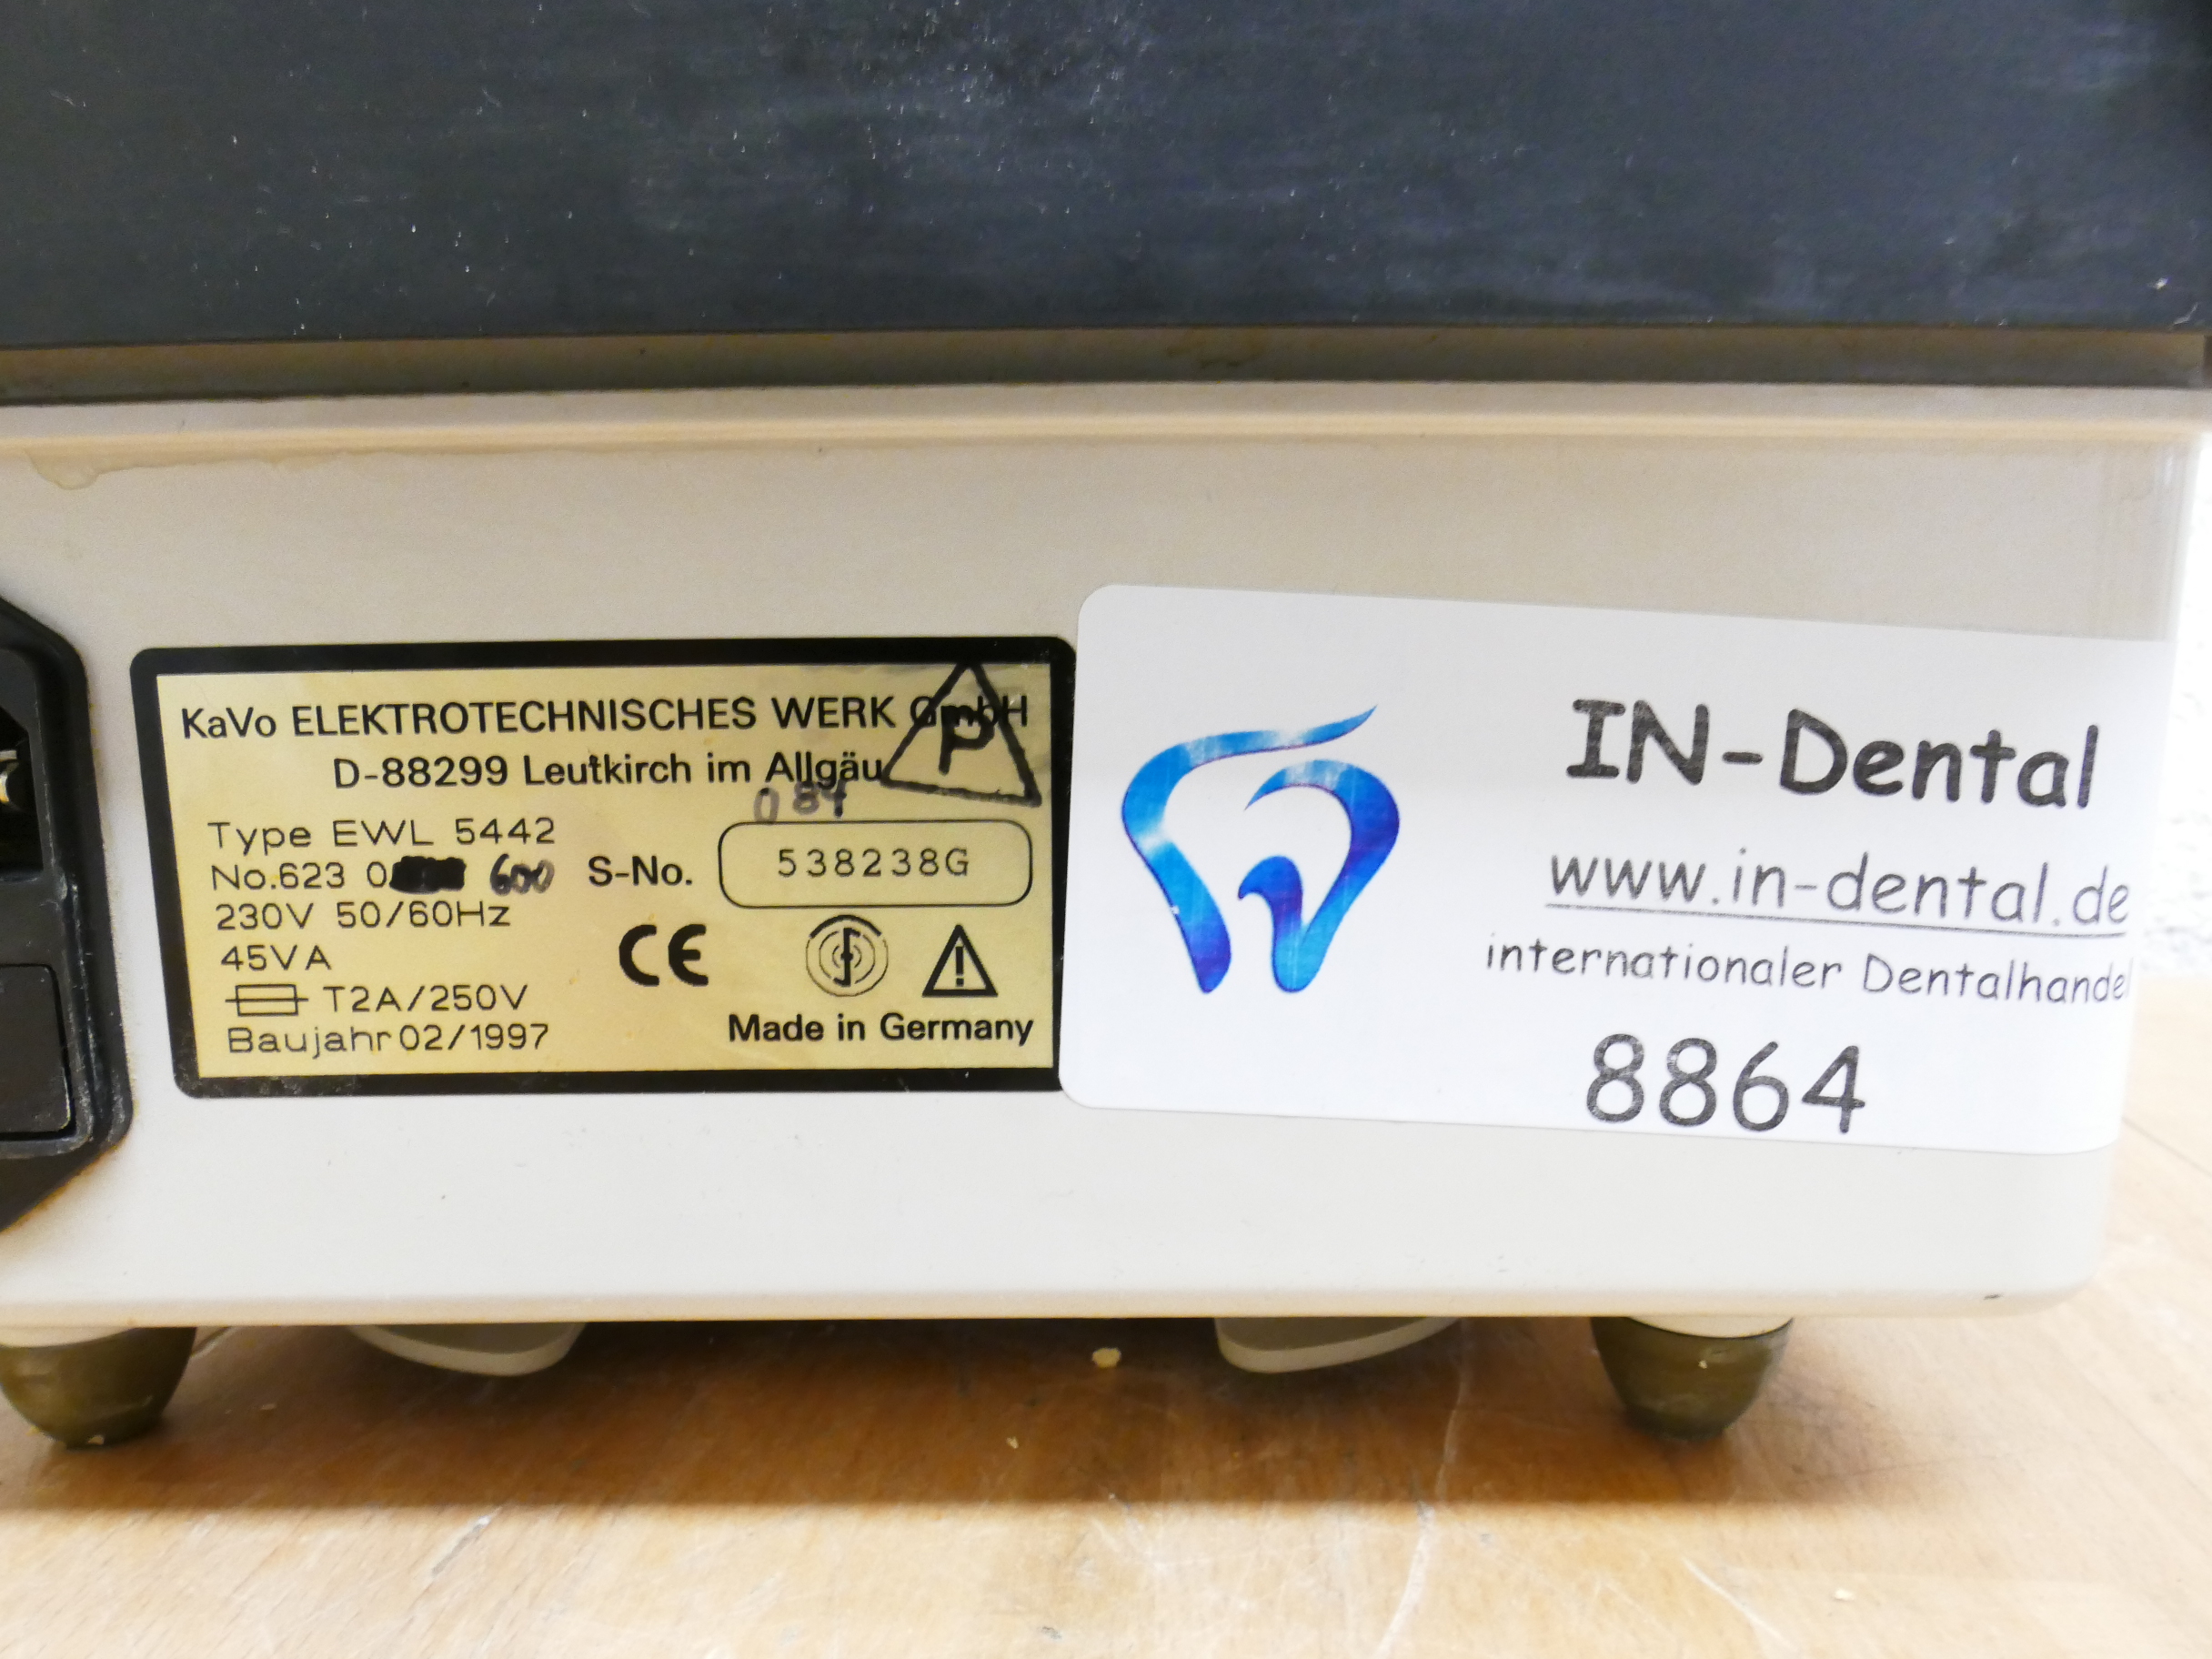 KaVo ELEKTROTECHNISCHES WERK GmbH
D-88299 Leutkirch im Allgäu
P
084
Type EWL 5442
No.623 0 600
S-No. 538238G
230V 50/60Hz
45VA
CE
T2A/250V
Baujahr 02/1997
Made in Germany
IN-Dental
www.in-dental.de
internationaler Dentalhandel
8864